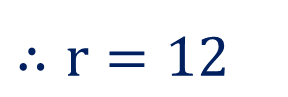 ∴ r = 12